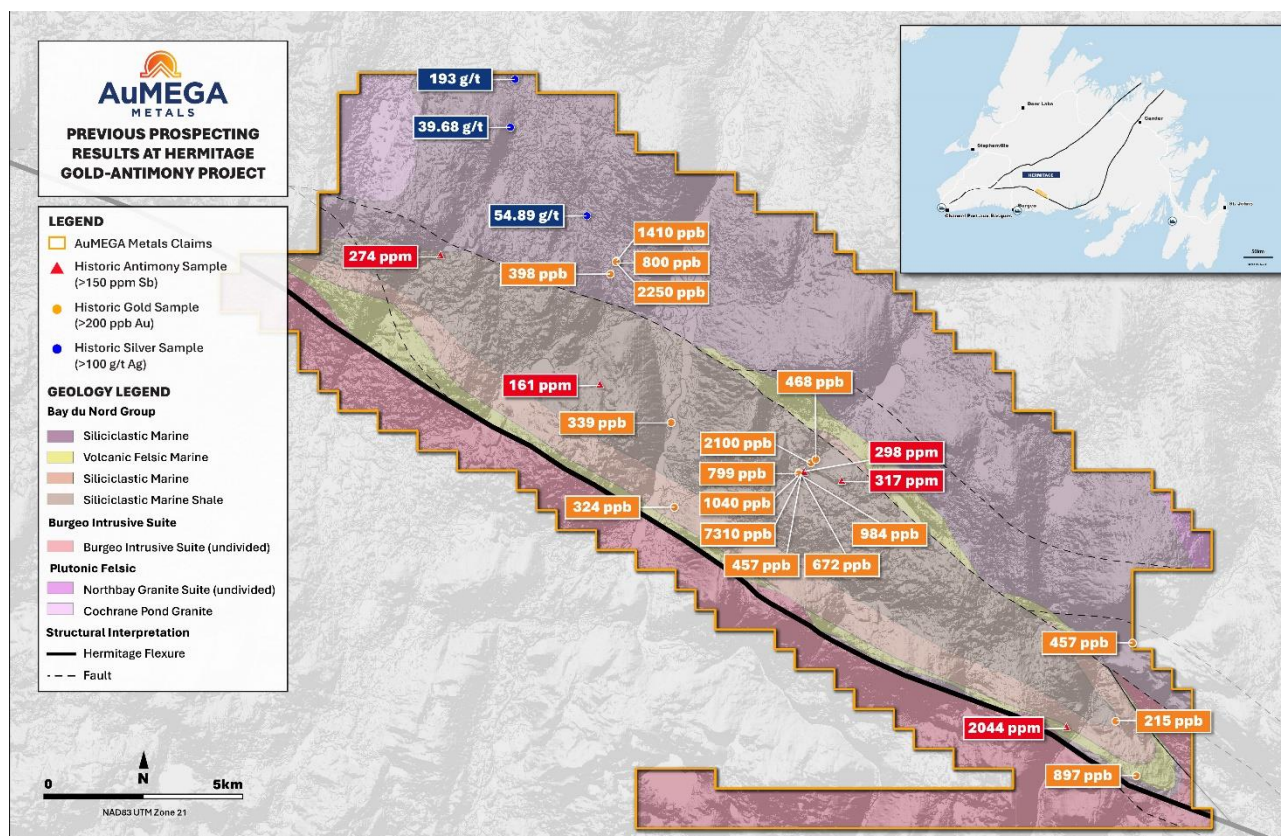 AuMEGA
METALS
PREVIOUS PROSPECTING
RESULTS AT HERMITAGE
GOLD-ANTIMONY PROJECT
LEGEND
AuMEGA Metals Claims
Historic Antimony Sample
(>150 ppm Sb)
Historic Gold Sample
(>200 ppb Au)
Historic Silver Sample
(>100 g/t Ag)
GEOLOGY LEGEND
Bay du Nord Group
Siliciclastic Marine
Volcanic Felsic Marine
Siliciclastic Marine
Siliciclastic Marine Shale
Burgeo Intrusive Suite
Burgeo Intrusive Suite (undivided)
Plutonic Felsic
Northbay Granite Suite (undivided)
Cochrane Pond Granite
Structural Interpretation
Hermitage Flexure
Fault
N
0 5km
NAD83 UTM Zone 21
193 g/t
39.68 g/t
54.89 g/t
1410 ppb
274 ppm
800 ppb
398 ppb
2250 ppb
161 ppm
468 ppb
339 ppb
2100 ppb
298 ppm
799 ppb
317 ppm
324 ppb
1040 ppb
7310 ppb
984 ppb
457 ppb
672 ppb
457 ppb
215 ppb
2044 ppm
897 ppb
Deer Lake
Gander
Stephenville
HERMITAGE
Burgeo
St. Johns
50km